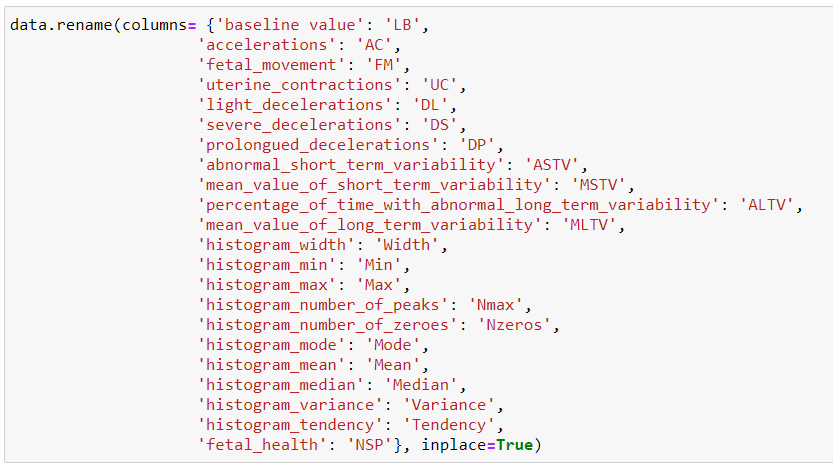 data.rename(columns= {'baseline value': 'LB',
'accelerations': 'AC',
'fetal_movement': 'FM',
'uterine_contractions': 'UC',
'light_decelerations': 'DL',
'severe_decelerations': 'DS',
'prolongued_decelerations': 'DP',
'abnormal_short_term_variability': 'ASTV',
'mean_value_of_short_term_variability': 'MSTV',
'percentage_of_time_with_abnormal_long_term_variability': 'ALTV',
'mean_value_of_long_term_variability': 'MLTV',
'histogram_width': 'Width',
'histogram_min': 'Min',
'histogram_max': 'Max',
'histogram_number_of_peaks': 'Nmax',
'histogram_number_of_zeroes': 'Nzeros',
'histogram_mode': 'Mode',
'histogram_mean': 'Mean',
'histogram_median': 'Median',
'histogram_variance': 'Variance',
'histogram_tendency': 'Tendency',
'fetal_health': 'NSP'}, inplace=True)